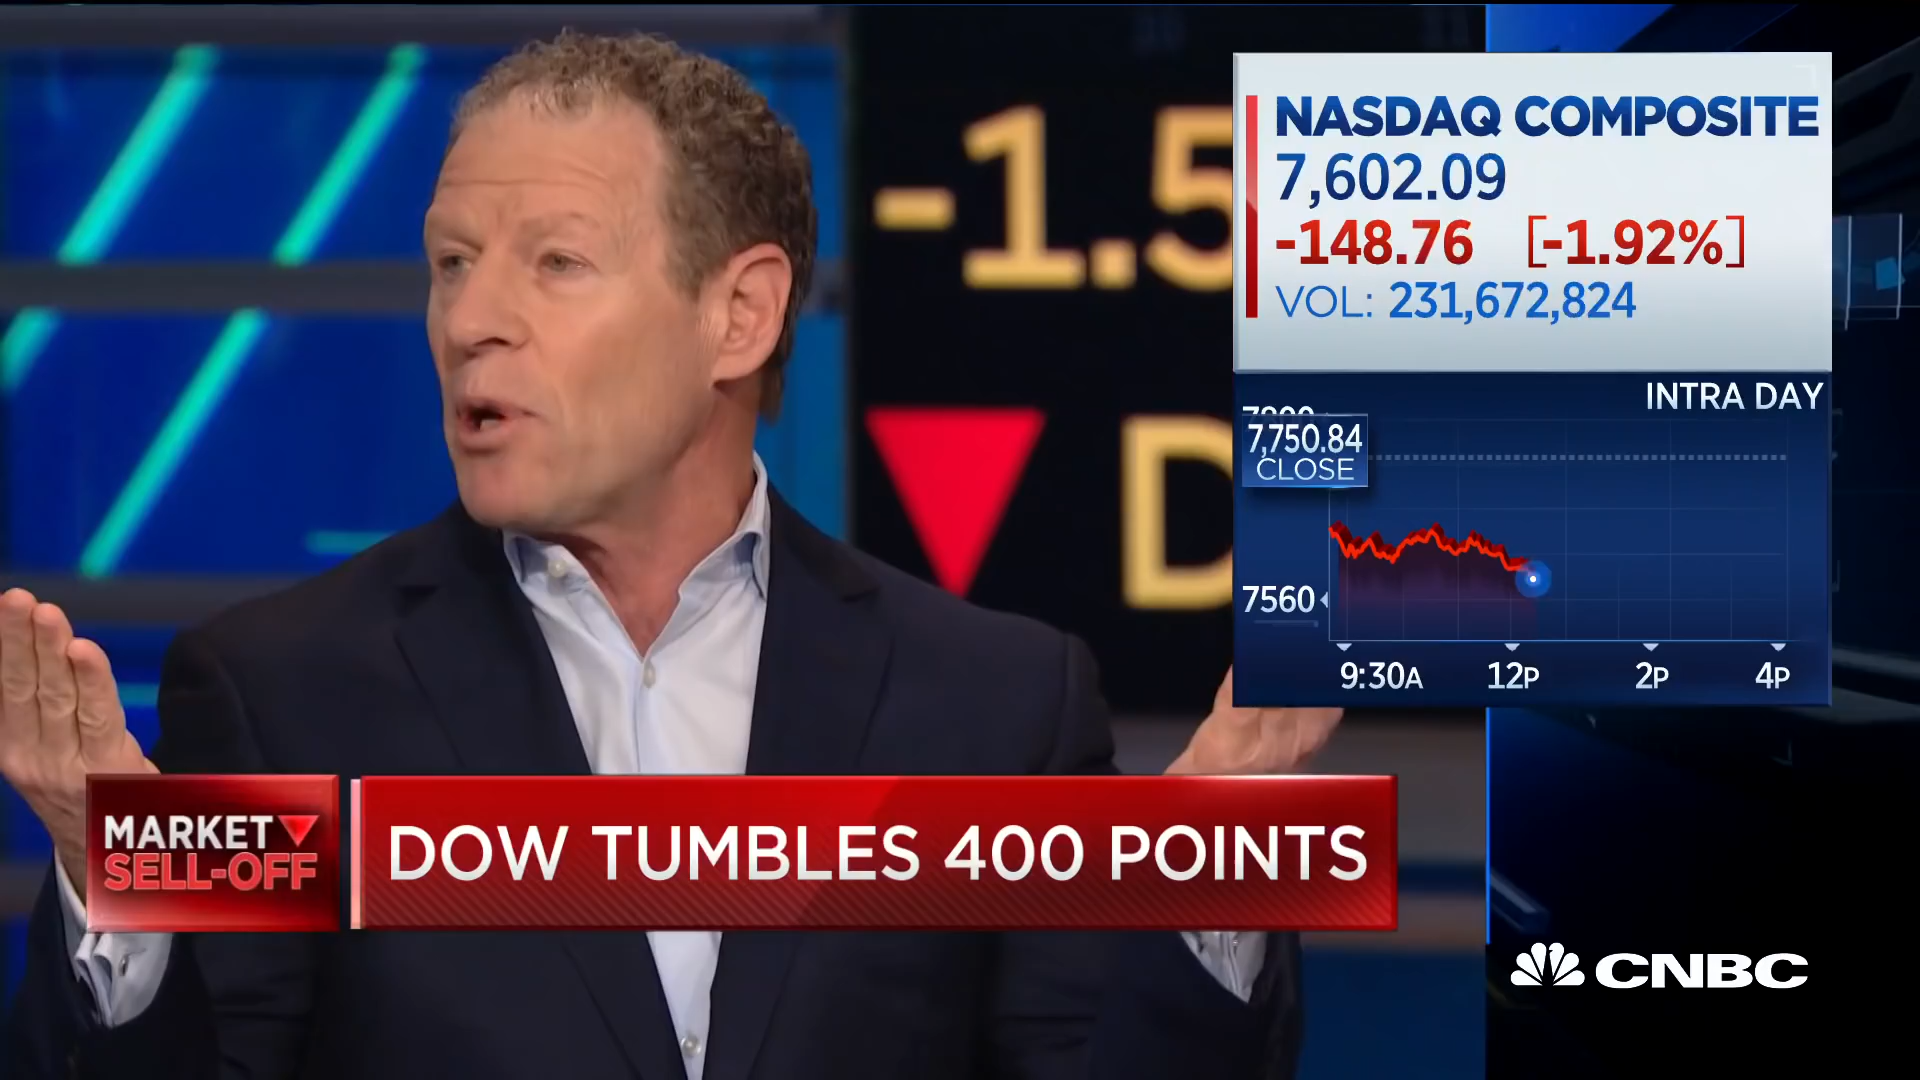 -1.5
D
NASDAQ COMPOSITE
7,602.09
-148.76 [-1.92%]
VOL: 231,672,824
INTRA DAY
7,750.84
CLOSE
7560
9:30A 12P 2P 4P
MARKET
SELL-OFF
DOW TUMBLES 400 POINTS
CNBC